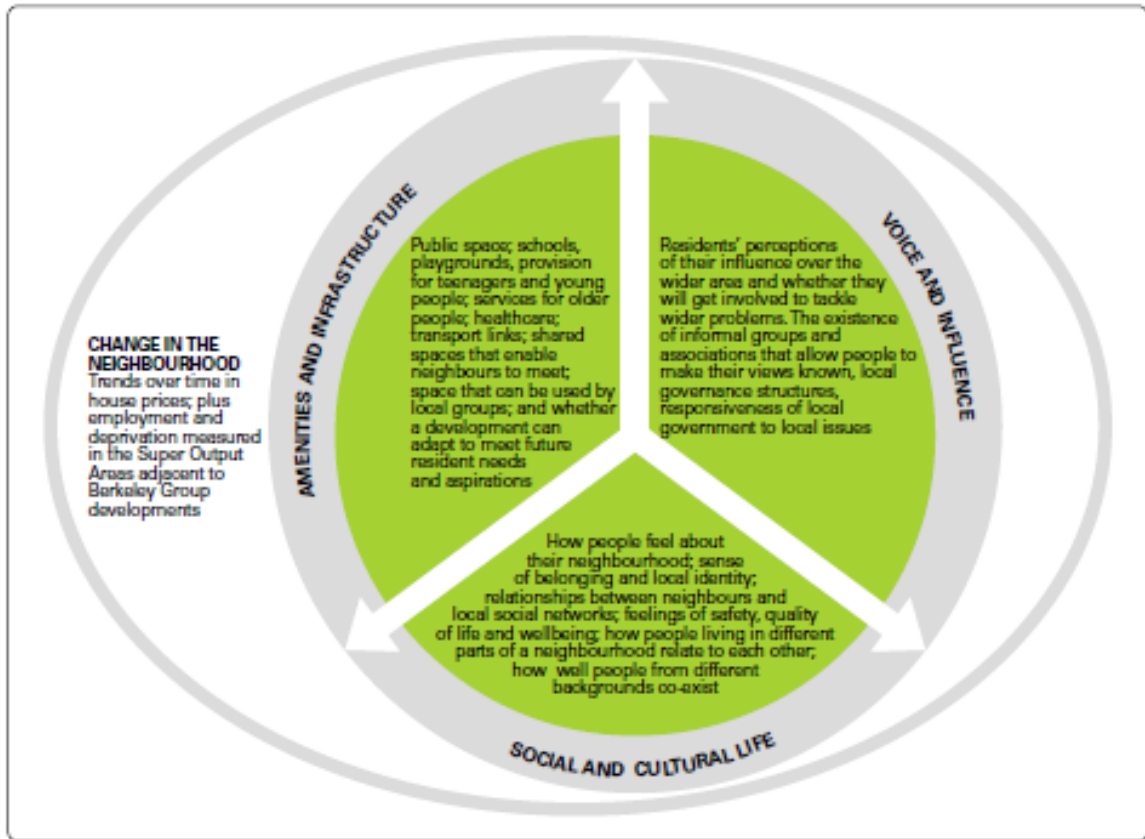 CHANGE IN THE
NEIGHBOURHOOD
Trends over time in
house prices; plus
employment and
deprivation measured
in the Super Output
Areas adjacent to
Berkeley Group
developments
AMENITIES AND INFRASTRUCTURE
Public space; schools,
playgrounds, provision
for teenagers and young
people; services for older
people; healthcare;
transport links; shared
spaces that enable
neighbours to meet;
space that can be used by
local groups; and whether
a development can
adapt to meet future
resident needs
and aspirations
VOICE AND INFLUENCE
Residents' perceptions
of their influence over the
wider area and whether they
will get involved to tackle
wider problems. The existence
of informal groups and
associations that allow people to
make their views known, local
governance structures,
responsiveness of local
government to local issues
How people feel about
their neighbourhood; sense
of belonging and local identity;
relationships between neighbours and
local social networks; feelings of safety, quality
of life and wellbeing; how people living in different
parts of a neighbourhood relate to each other;
how well people from different
backgrounds co-exist
SOCIAL AND CULTURAL LIFE